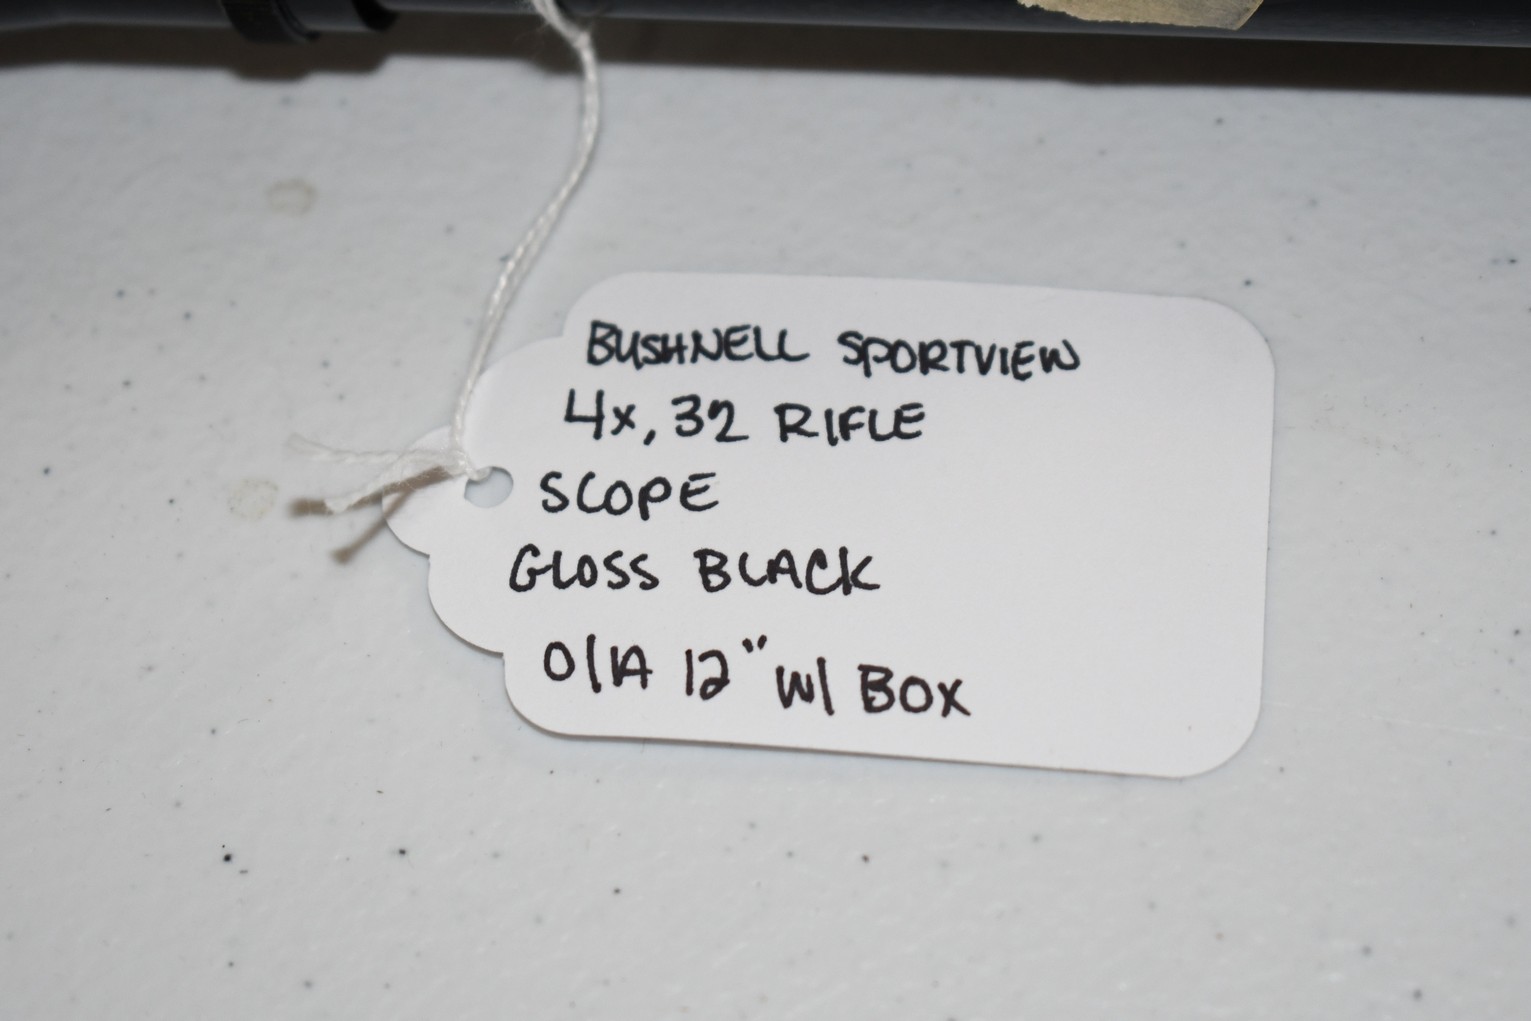 BUSHNELL SPORTVIEW
4x, 32 RIFLE
SCOPE
GLOSS BLACK
O/A 12" W/ BOX